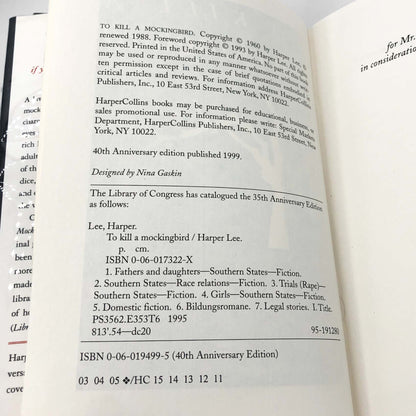 TO KILL A MOCKINGBIRD. Copyright © 1960 by Harper Lee,
renewed 1988. Foreword copyright © 1993 by Harper Lee. All rights
reserved. Printed in the United States of America. No part of this book
may be used or reproduced in any manner whatsoever without writ-
ten permission except in the case of brief quotations embodied in
critical articles and reviews. For information address HarperCollins
Publishers, Inc., 10 East 53rd Street, New York, NY 10022.
HarperCollins books may be purchased for educational, business, or
sales promotional use. For information please write: Special Markets
Department, HarperCollins Publishers, Inc., 10 East 53rd Street,
New York, NY 10022.
40th Anniversary edition published 1999.
Designed by Nina Gaskin
The Library of Congress has catalogued the 35th Anniversary Edition
as follows:
Lee, Harper.
To kill a mockingbird / Harper Lee.
p. cm.
ISBN 0-06-017322-X
1. Fathers and daughters—Southern States—Fiction.
2. Southern States—Race relations—Fiction. 3. Trials (Rape)—
Southern States—Fiction. 4. Girls—Southern States—Fiction.
5. Domestic fiction. 6. Bildungsromane. 7. Legal stories. I. Title.
PS3562.E353T6 1995
813'.54—dc20 95-191280
ISBN 0-06-019499-5 (40th Anniversary Edition)
03 04 05 ❖/HC 15 14 13 12 11
for Mr.
in consideration